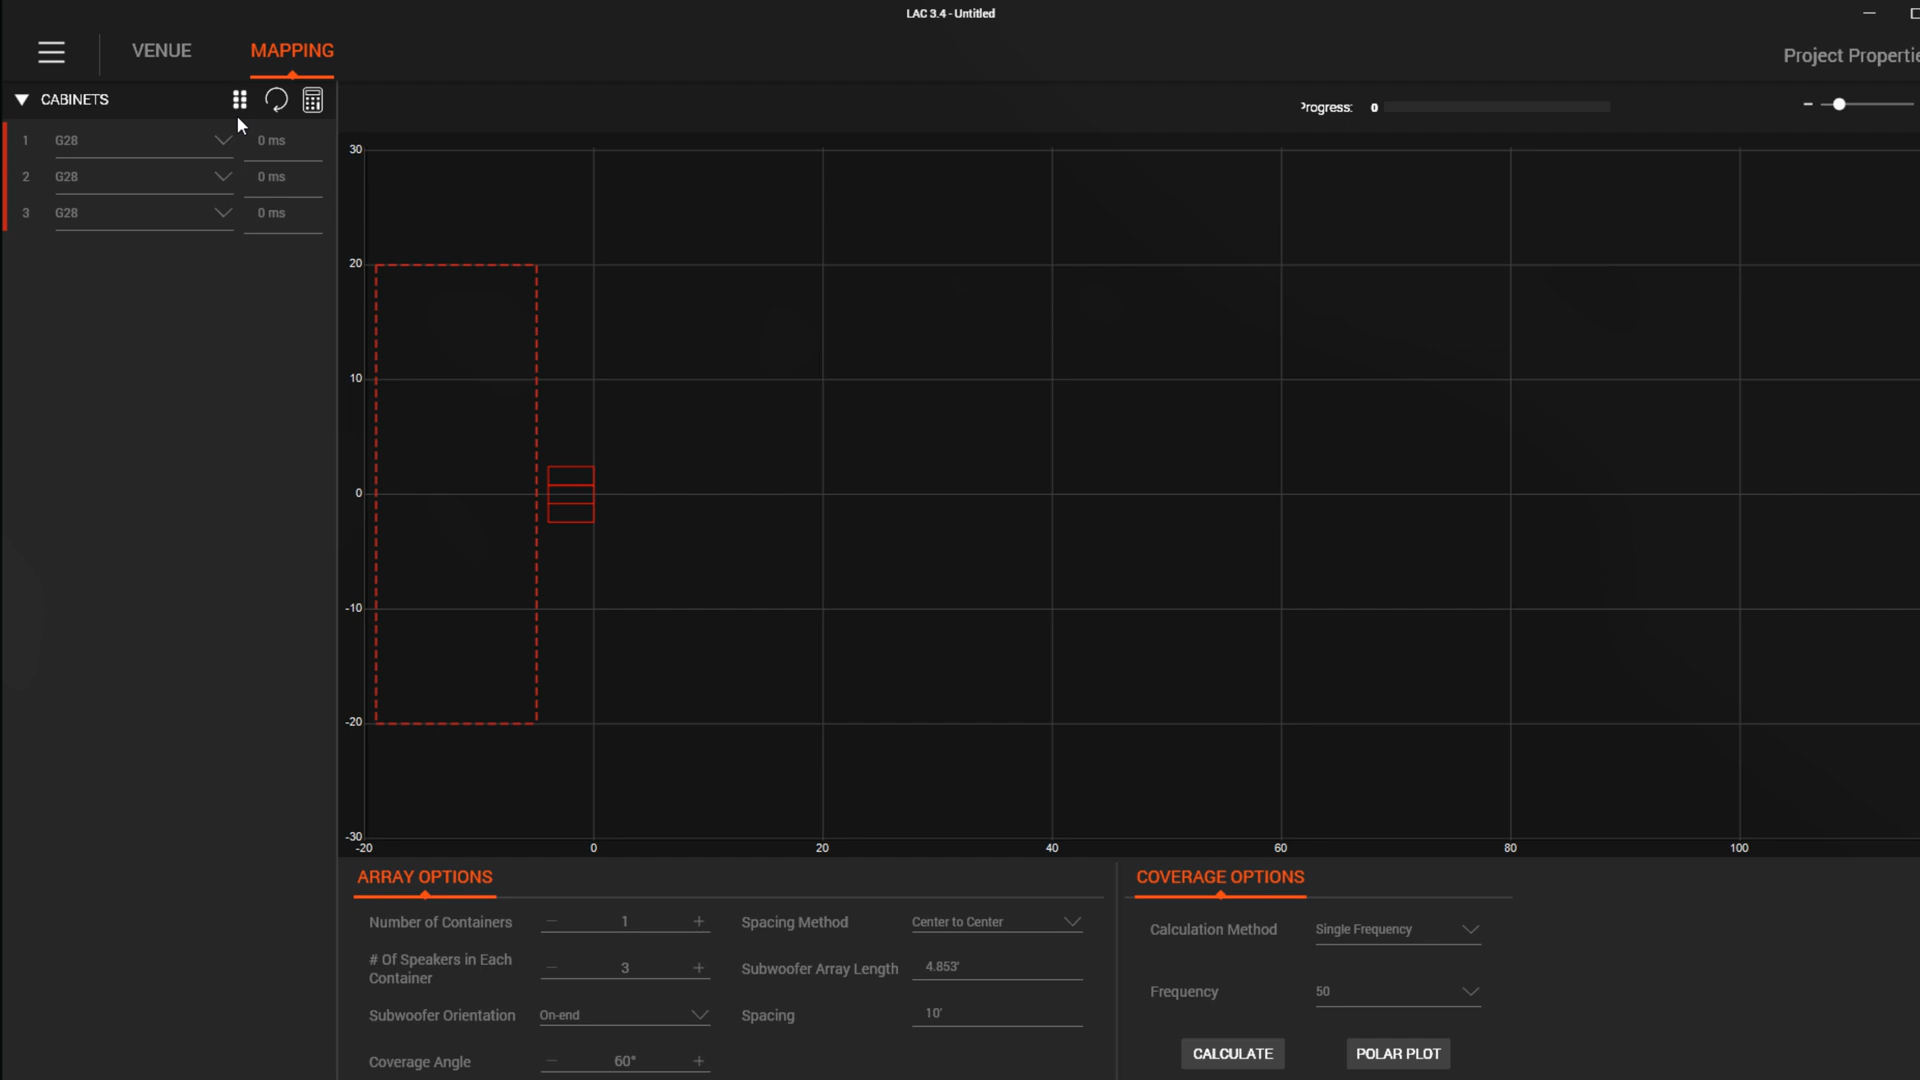 LAC 3.4 - Untitled
VENUE
MAPPING
CABINETS
1 G28 0 ms
2 G28 0 ms
3 G28 0 ms
Progress: 0
30
20
10
0
-10
-20
-30
-20 0 20 40 60 80 100
ARRAY OPTIONS
Number of Containers 1
# Of Speakers in Each
Container
3
Subwoofer Orientation On-end
Coverage Angle 60°
Spacing Method Center to Center
Subwoofer Array Length 4.853'
Spacing 10'
COVERAGE OPTIONS
Calculation Method Single Frequency
Frequency 50
CALCULATE POLAR PLOT
Project